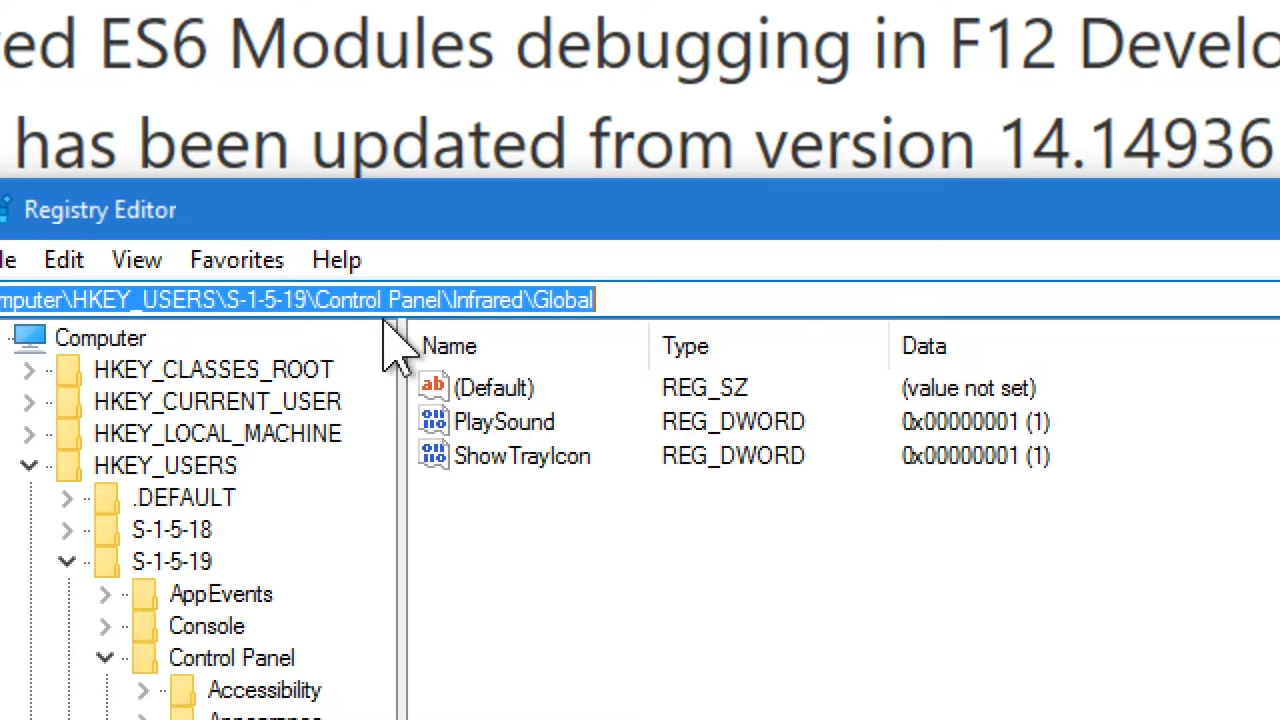 ed ES6 Modules debugging in F12 Develo
has been updated from version 14.14936
Registry Editor
le Edit View Favorites Help
mputer\HKEY_USERS\S-1-5-19\Control Panel\Infrared\Global
Computer
HKEY_CLASSES_ROOT
HKEY_CURRENT_USER
HKEY_LOCAL_MACHINE
HKEY_USERS
.DEFAULT
S-1-5-18
S-1-5-19
AppEvents
Console
Control Panel
Accessibility
Name Type Data
(Default) REG_SZ (value not set)
PlaySound REG_DWORD 0x00000001 (1)
ShowTrayIcon REG_DWORD 0x00000001 (1)